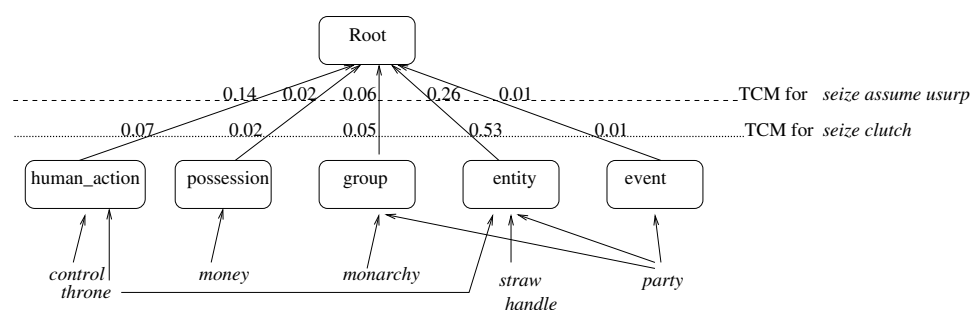 Root
0.14 0.02 0.06 0.26 0.01 TCM for seize assume usurp
0.07 0.02 0.05 0.53 0.01 TCM for seize clutch
human_action possession group entity event
control money monarchy straw party
throne handle